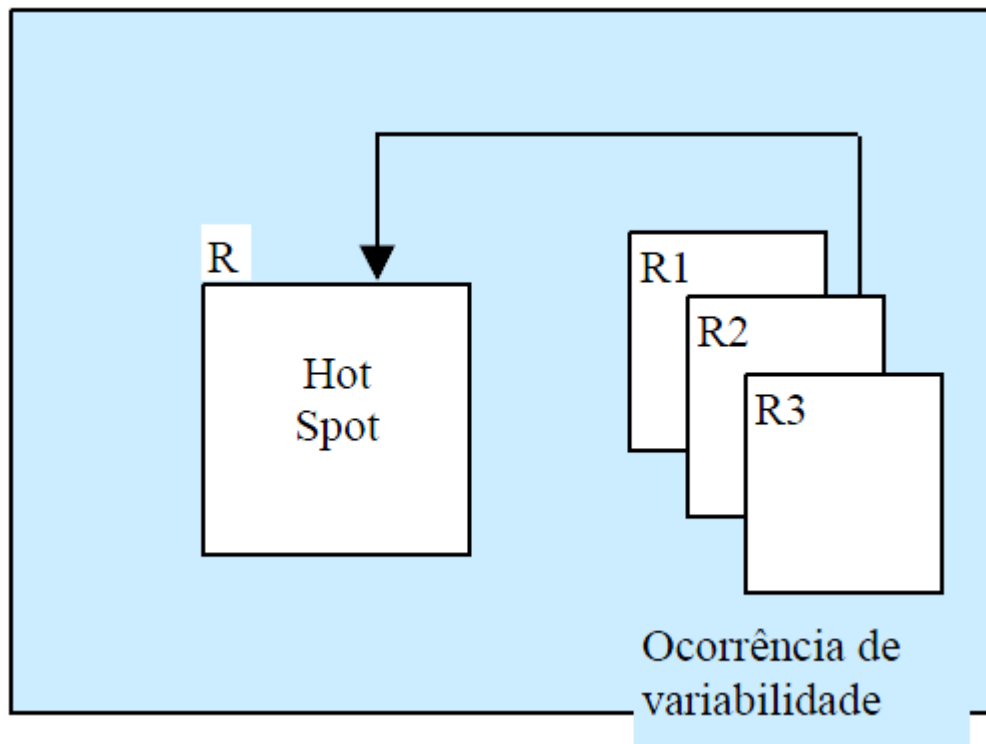 R
Hot
Spot
R1
R2
R3
Ocorrência de
variabilidade